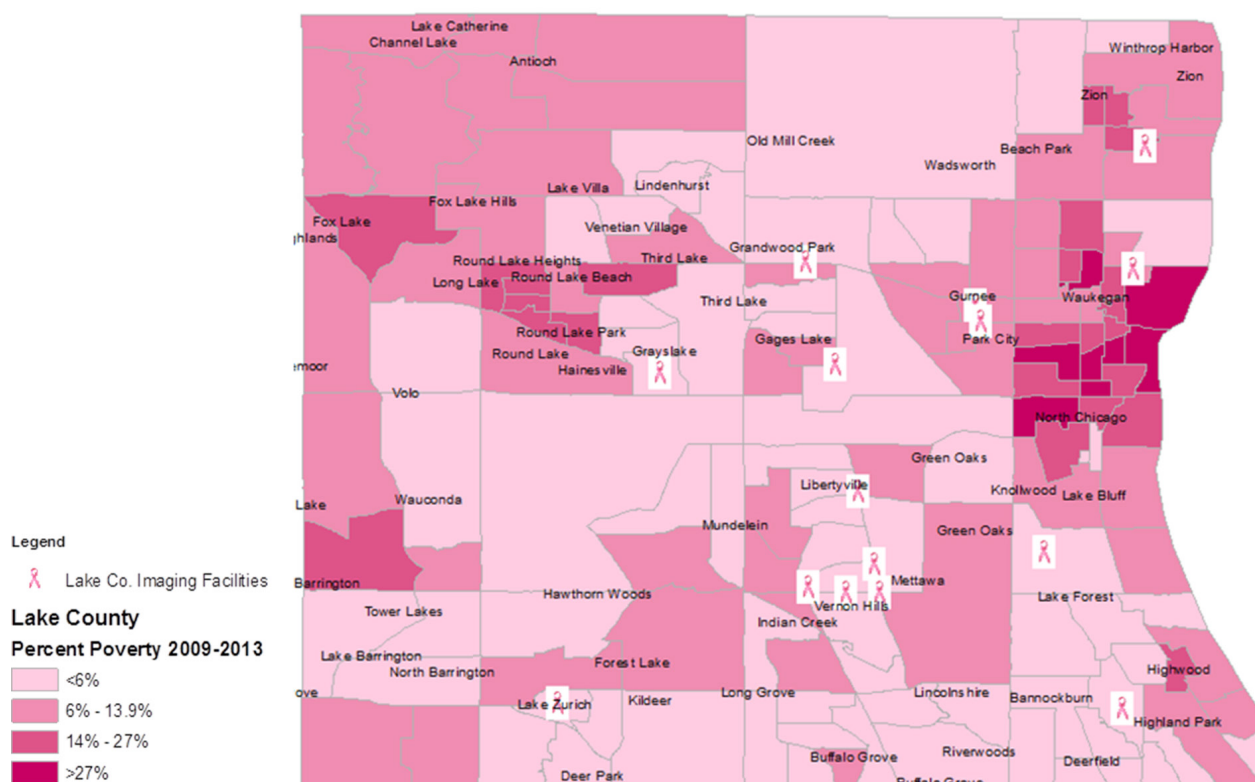 Lake Catherine
Channel Lake
Winthrop Harbor
Antioch
Zion
Zion
Old Mill Creek
Beach Park
Wadsworth
Lindenhurst
Lake Villa
Fox Lake Hills
Fox Lake
Venetian Village
ghlands
Grandwood Park
Round Lake Heights
Third Lake
Round Lake Beach
Long Lake
Third Lake
Gurnee
Waukegan
Round Lake Park
Gages Lake
Park City
Round Lake
Grayslake
Hainesville
emoor
Volo
North Chicago
Green Oaks
Libertyville
Knollwood
Lake Bluff
Wauconda
Lake
Mundelein
Green Oaks
Legend
Lake Co. Imaging Facilities
Barrington
Mettawa
Hawthorn Woods
Lake Forest
Vernon Hills
Tower Lakes
Indian Creek
Lake County
Percent Poverty 2009-2013
Lake Barrington
North Barrington
Forest Lake
Highwood
<6%
ove
Lake Zurich
Kildeer
Long Grove
Lincolnshire
Bannockburn
6% - 13.9%
Highland Park
14% - 27%
Buffalo Grove
Riverwoods
Deerfield
>27%
Deer Park
Buffalo Grove